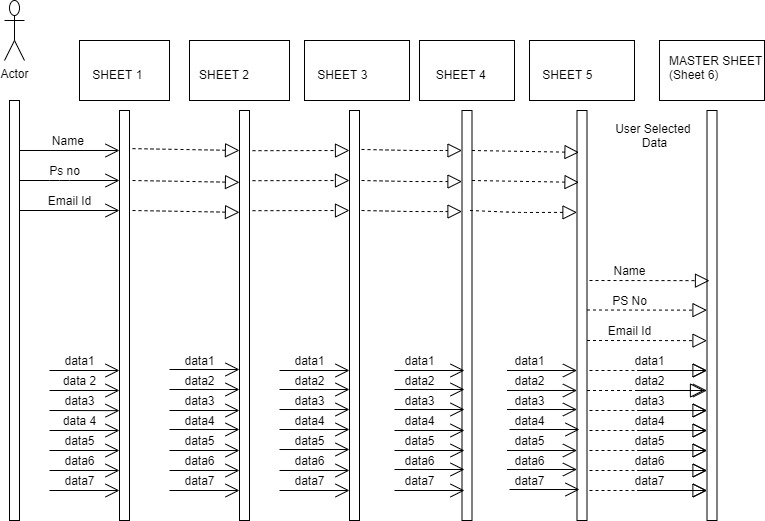 Actor
SHEET 1
SHEET 2
SHEET 3
SHEET 4
SHEET 5
MASTER SHEET
(Sheet 6)
User Selected
Data
Name
Ps no
Email Id
Name
PS No
Email Id
data1 data1 data1 data1 data1 data1
data 2 data2 data2 data2 data2 data2
data3 data3 data3 data3 data3 data3
data 4 data4 data4 data4 data4 data4
data5 data5 data5 data5 data5 data5
data6 data6 data6 data6 data6 data6
data7 data7 data7 data7 data7 data7